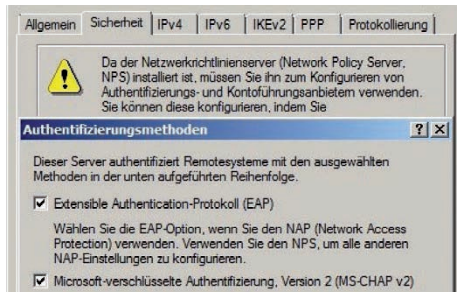 Allgemein Sicherheit IPv4 IPv6 IKEv2 PPP Protokollierung
Da der Netzwerkrichtlinienserver (Network Policy Server,
NPS) installiert ist, müssen Sie ihn zum Konfigurieren von
Authentifizierungs- und Kontoführungsanbietern verwenden.
Sie können diese konfigurieren, indem Sie
Authentifizierungsmethoden
Dieser Server authentifiziert Remotesysteme mit den ausgewählten
Methoden in der unten aufgeführten Reihenfolge.
Extensible Authentication-Protokoll (EAP)
Wählen Sie die EAP-Option, wenn Sie den NAP (Network Access
Protection) verwenden. Verwenden Sie den NPS, um alle anderen
NAP-Einstellungen zu konfigurieren.
Microsoft-verschlüsselte Authentifizierung, Version 2 (MS-CHAP v2)